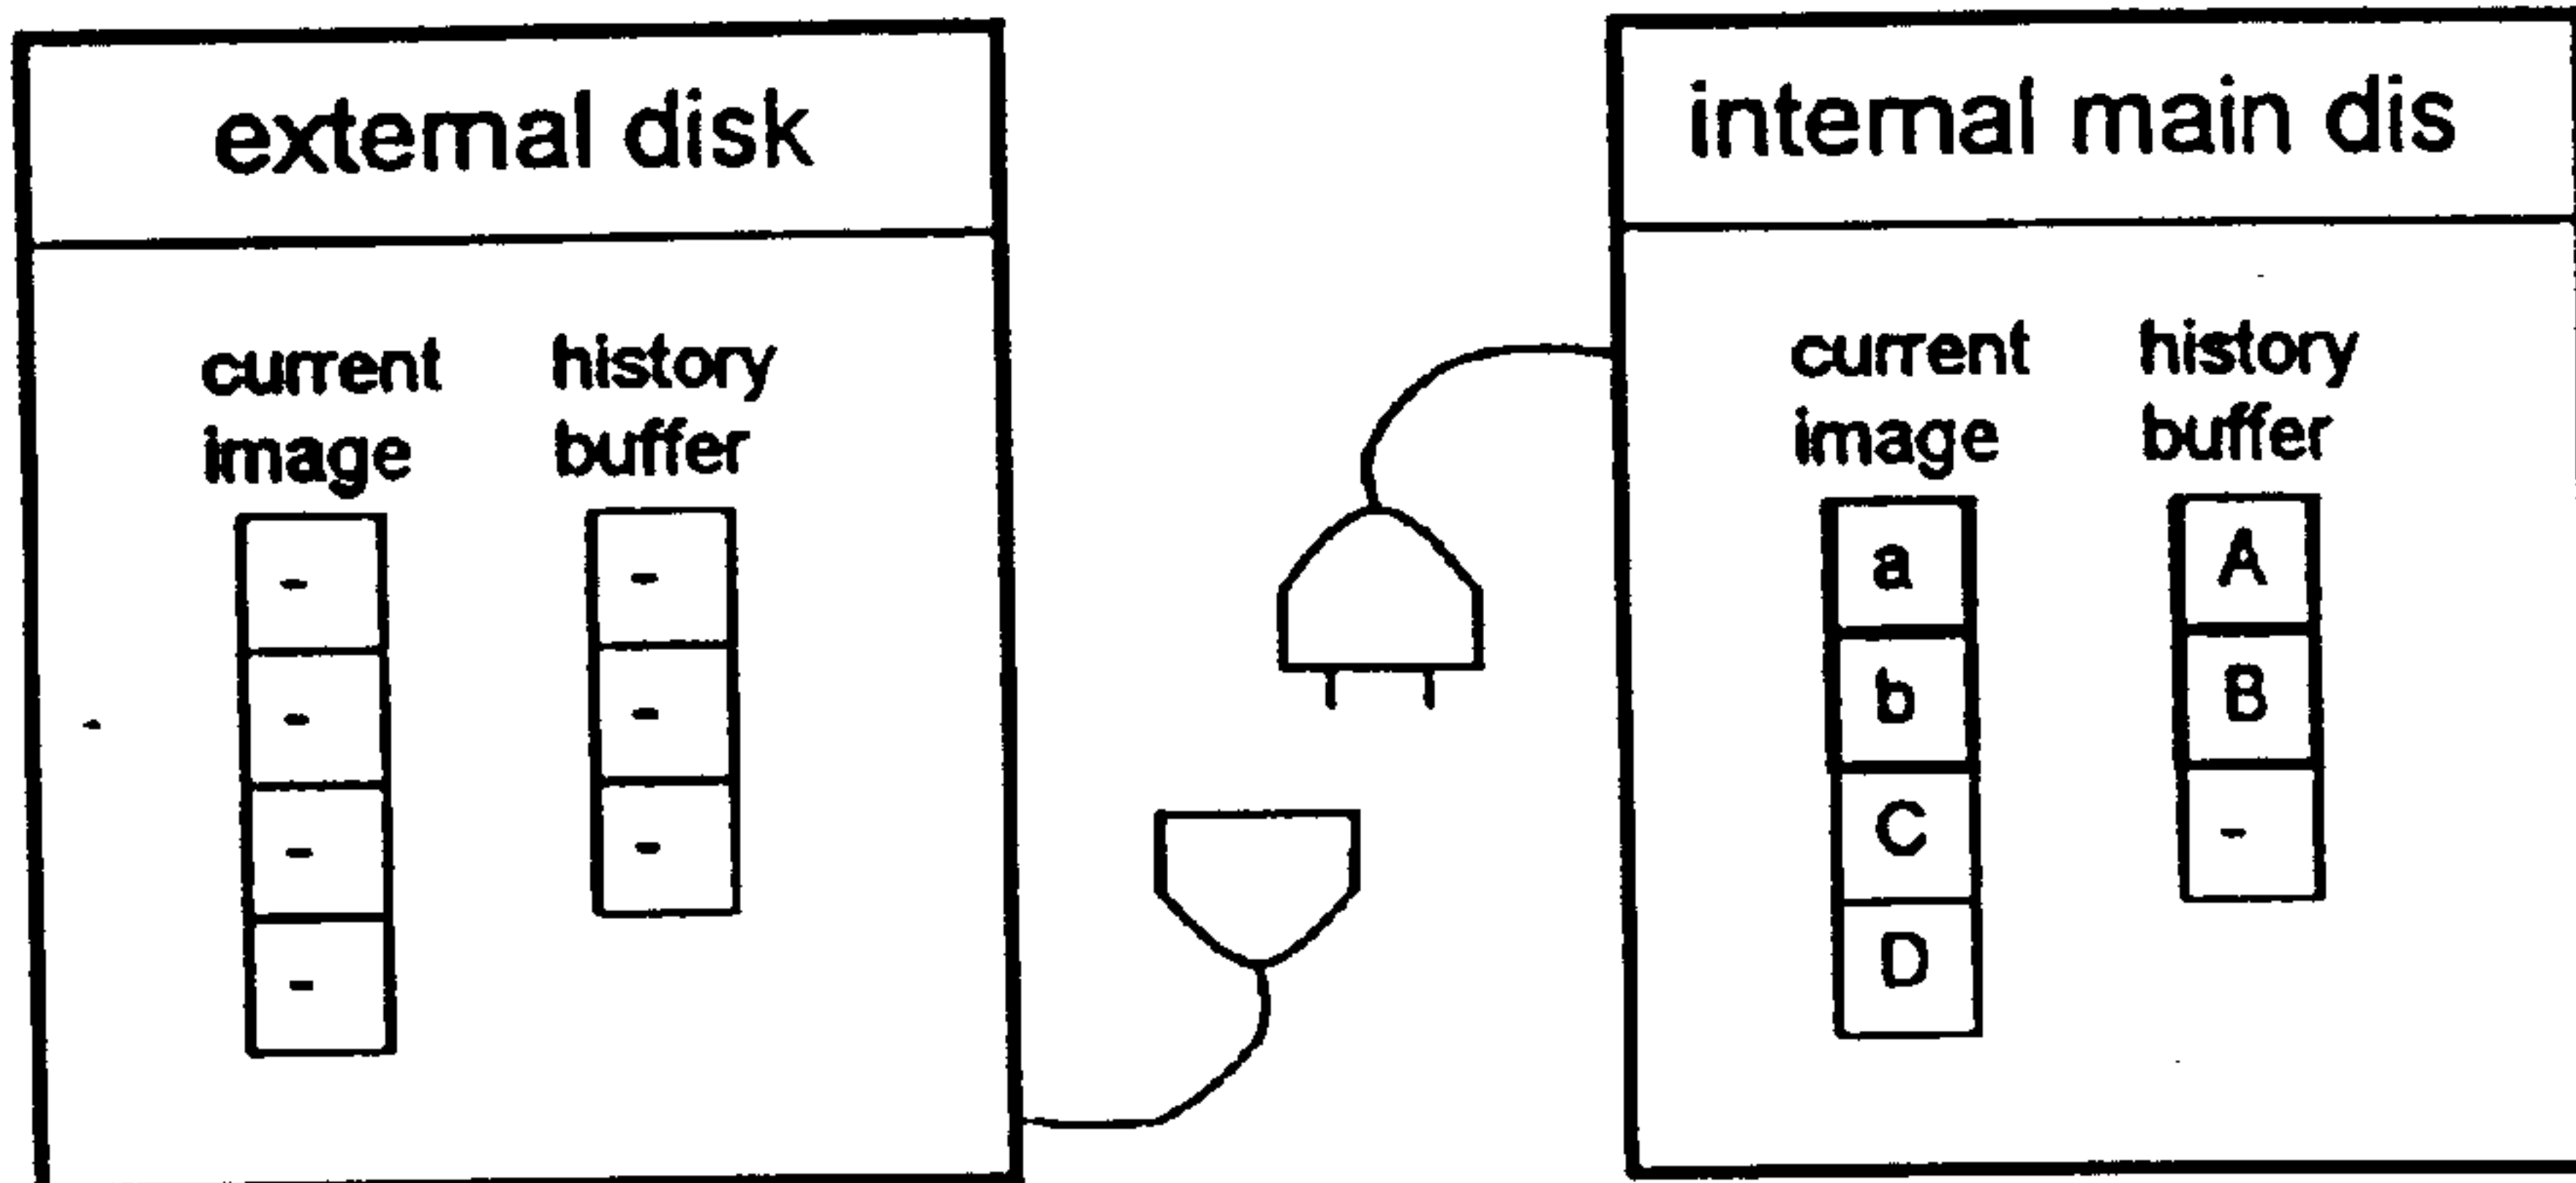 external disk
current history
image buffer
-
-
-
-
-
-
-
internal main dis
current history
image buffer
a A
b B
C -
D